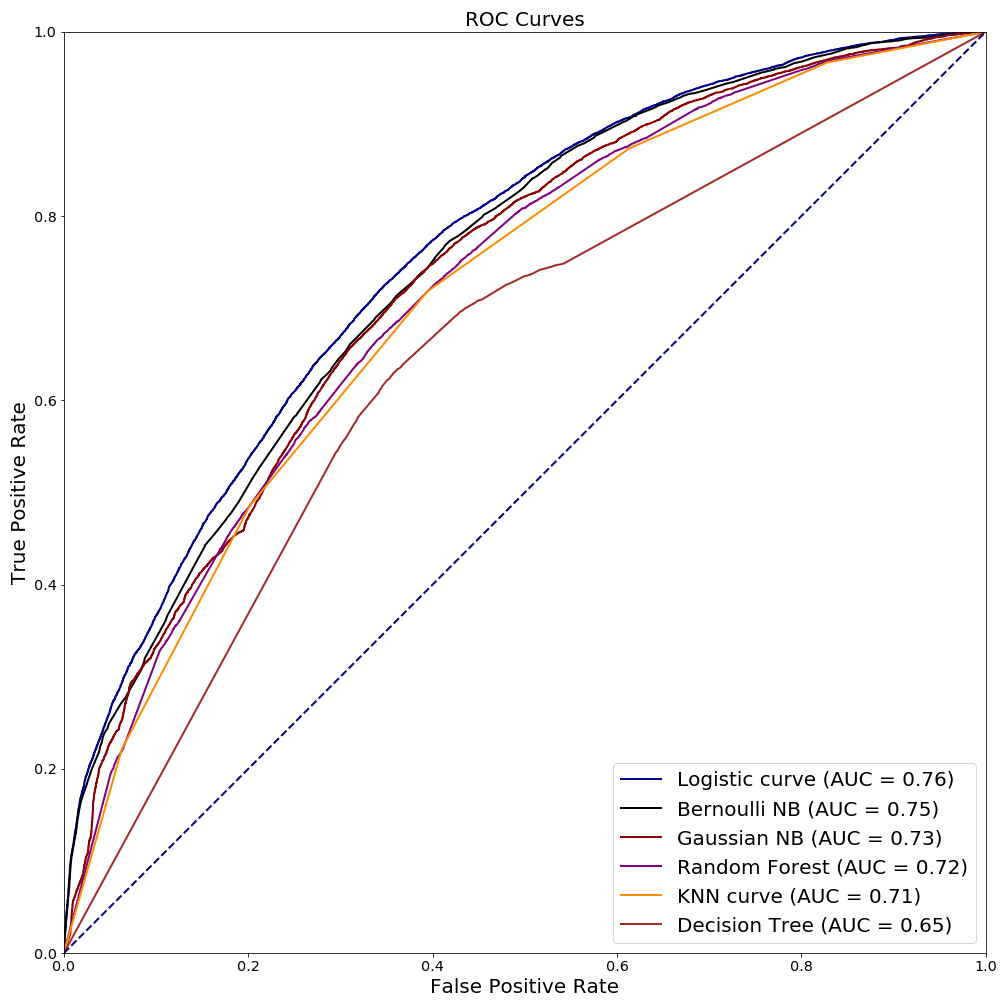 ROC Curves
1.0
0.8
0.6
0.4
0.2
0.0
True Positive Rate
Logistic curve (AUC = 0.76)
Bernoulli NB (AUC = 0.75)
Gaussian NB (AUC = 0.73)
Random Forest (AUC = 0.72)
KNN curve (AUC = 0.71)
Decision Tree (AUC = 0.65)
0.0 0.2 0.4 0.6 0.8 1.0
False Positive Rate